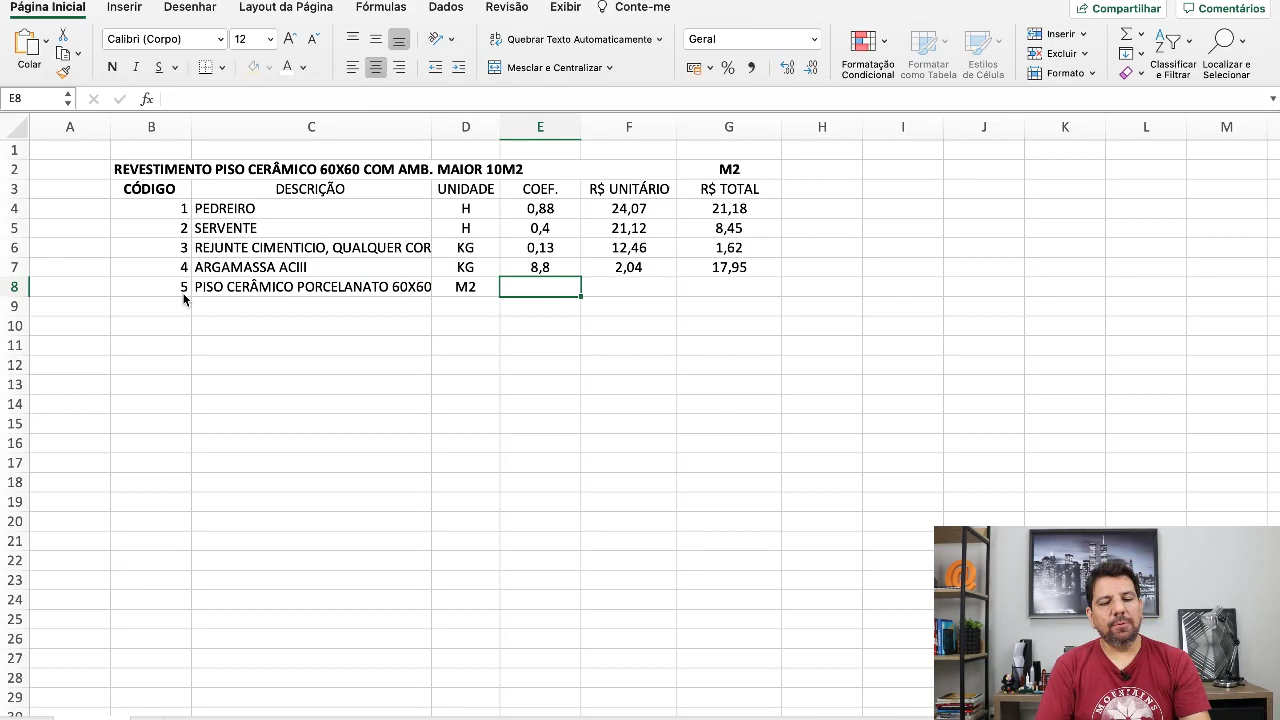 Página Inicial Inserir Desenhar Layout da Página Fórmulas Dados Revisão Exibir Conte-me Compartilhar Comentários
Colar Calibri (Corpo) 12 A A Quebrar Texto Automaticamente Geral Formatação Condicional Formatar como Tabela Estilos de Célula Inserir Excluir Formato Classificar e Filtrar Localizar e Selecionar
N I S A Mesclar e Centralizar % 9
E8 fx
A B C D E F G H I J K L M
1
2 REVESTIMENTO PISO CERÂMICO 60X60 COM AMB. MAIOR 10M2 M2
3 CÓDIGO DESCRIÇÃO UNIDADE COEF. R$ UNITÁRIO R$ TOTAL
4 1 PEDREIRO H 0,88 24,07 21,18
5 2 SERVENTE H 0,4 21,12 8,45
6 3 REJUNTE CIMENTICIO, QUALQUER COR KG 0,13 12,46 1,62
7 4 ARGAMASSA ACIII KG 8,8 2,04 17,95
8 5 PISO CERÂMICO PORCELANATO 60X60 M2
9
10
11
12
13
14
15
16
17
18
19
20
21
22
23
24
25
26
27
28
29